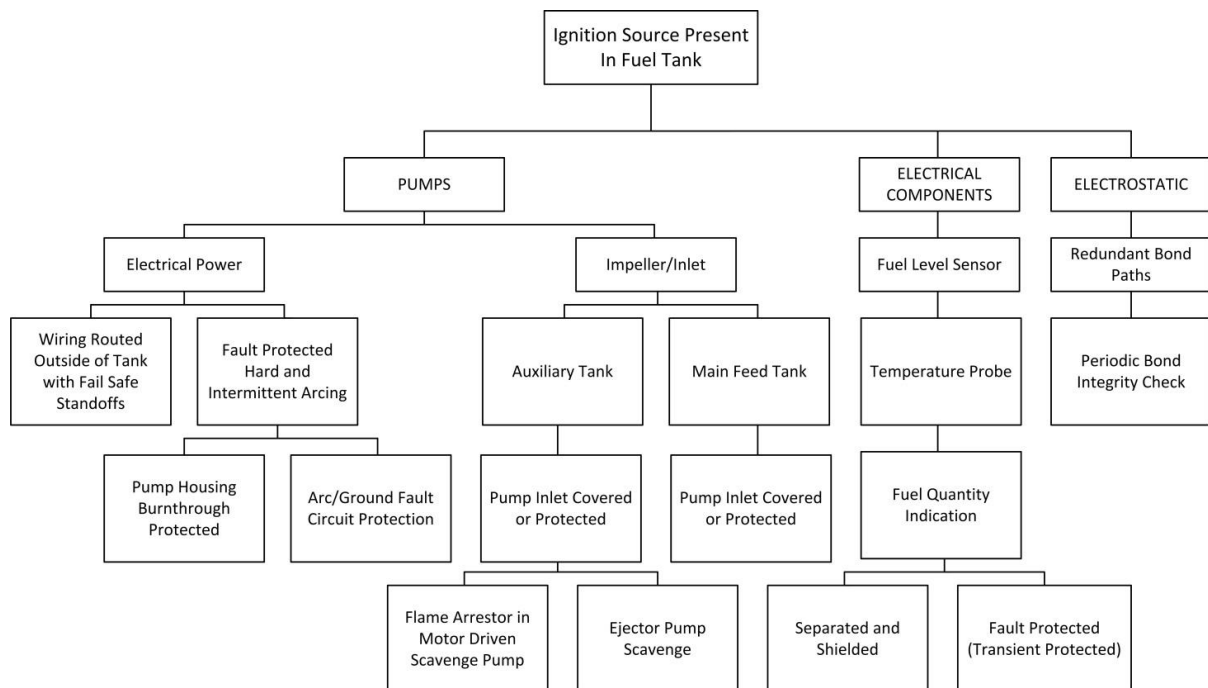 Ignition Source Present
In Fuel Tank
PUMPS
ELECTRICAL
COMPONENTS
ELECTROSTATIC
Electrical Power
Impeller/Inlet
Fuel Level Sensor
Redundant Bond
Paths
Wiring Routed
Outside of Tank
with Fail Safe
Standoffs
Fault Protected
Hard and
Intermittent Arcing
Auxiliary Tank
Main Feed Tank
Temperature Probe
Periodic Bond
Integrity Check
Pump Housing
Burnthrough
Protected
Arc/Ground Fault
Circuit Protection
Pump Inlet Covered
or Protected
Pump Inlet Covered
or Protected
Fuel Quantity
Indication
Flame Arrestor in
Motor Driven
Scavenge Pump
Ejector Pump
Scavenge
Separated and
Shielded
Fault Protected
(Transient Protected)